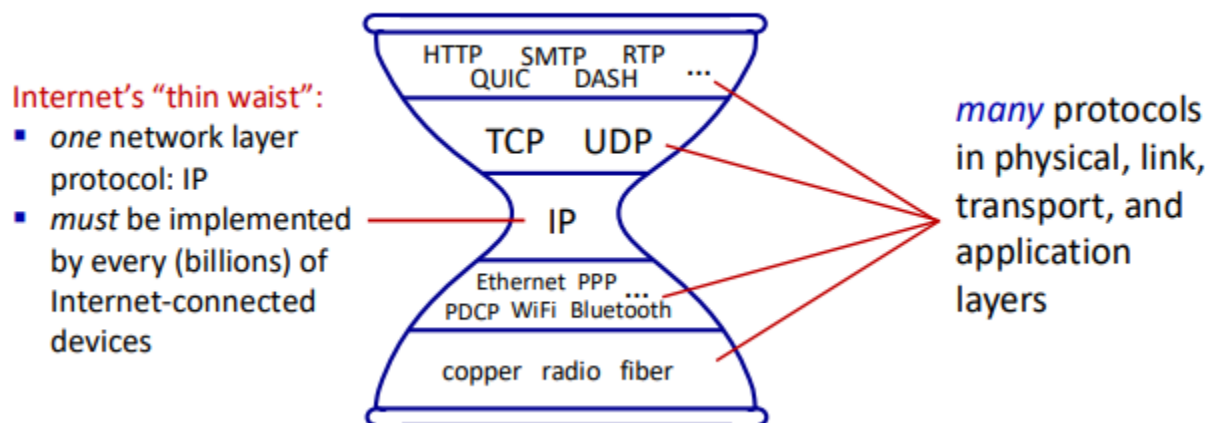 Internet's “thin waist”:
▪ one network layer
protocol: IP
▪ must be implemented
by every (billions) of
Internet-connected
devices
HTTP SMTP RTP
QUIC DASH ...
TCP UDP
IP
Ethernet PPP ...
PDCP WiFi Bluetooth
copper radio fiber
many protocols
in physical, link,
transport, and
application
layers